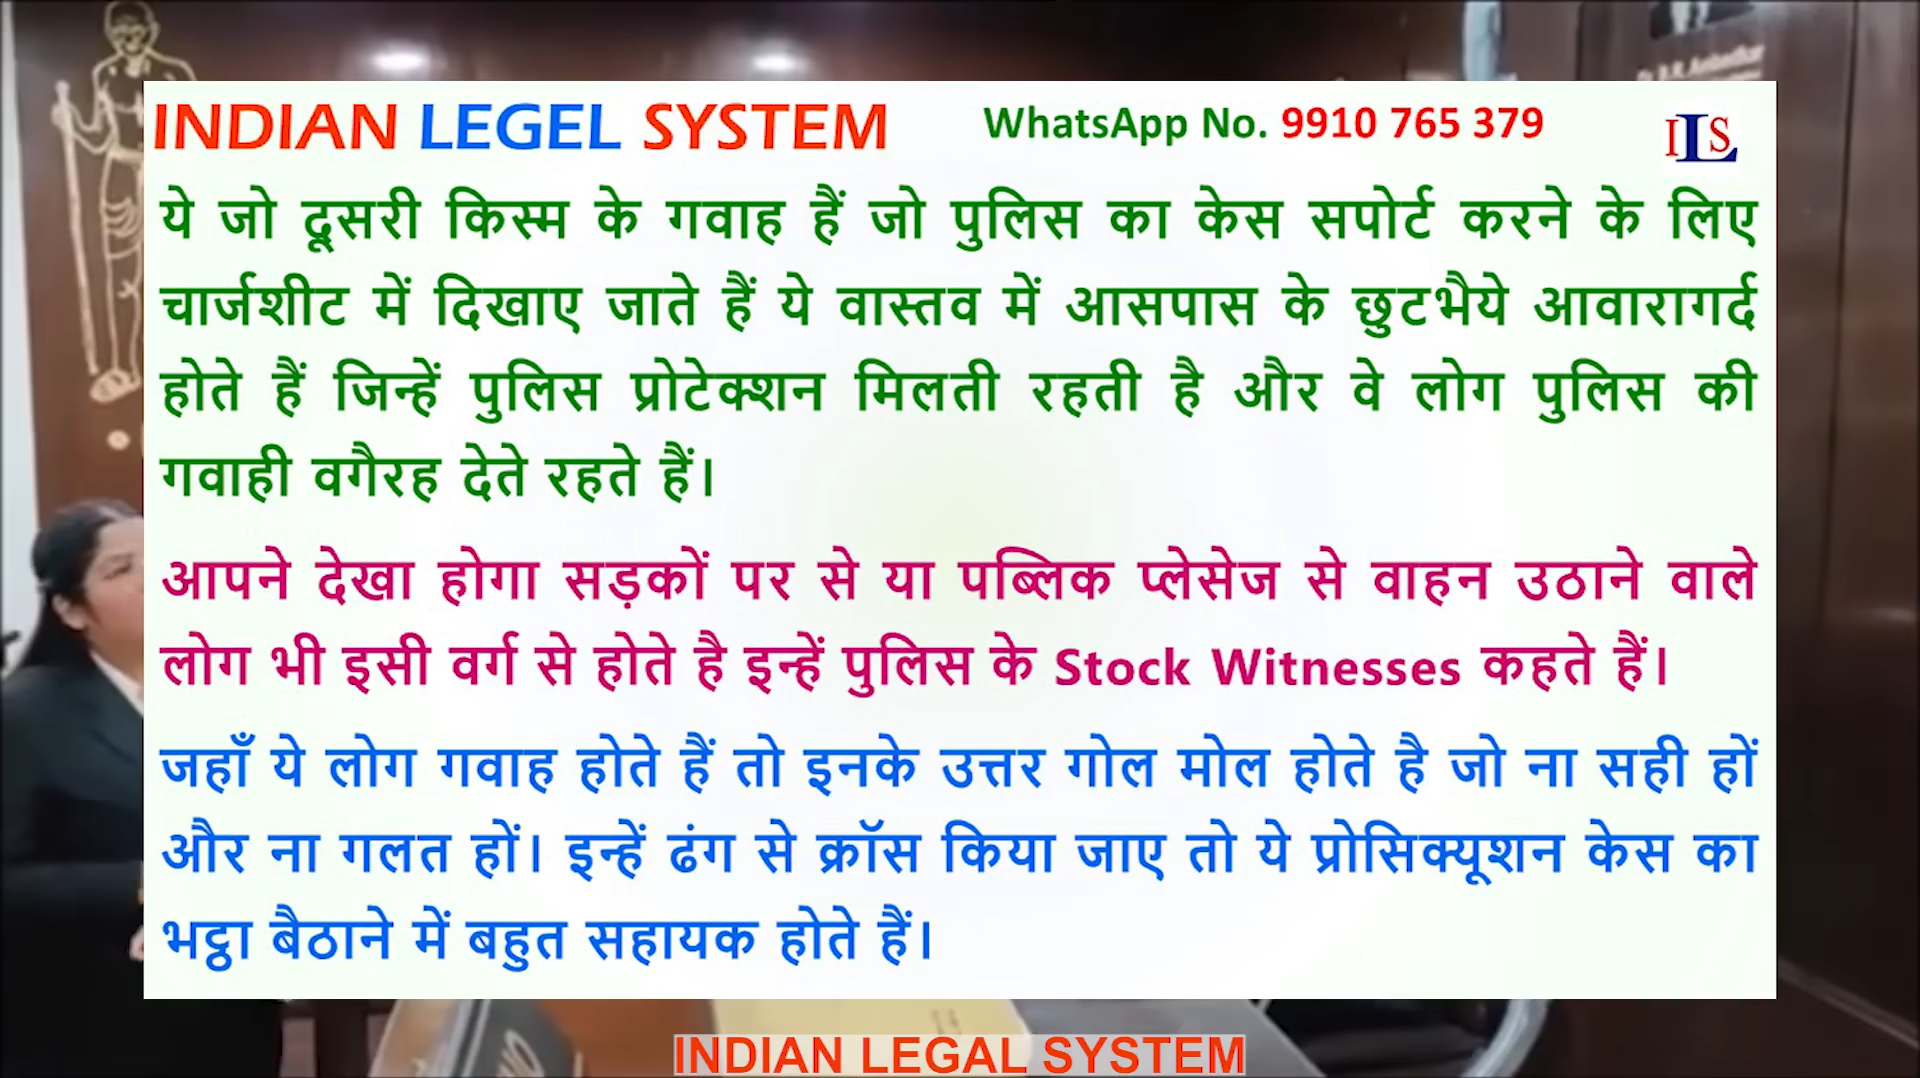 INDIAN LEGEL SYSTEM WhatsApp No. 9910 765 379 ILS
ये जो दूसरी किस्म के गवाह हैं जो पुलिस का केस सपोर्ट करने के लिए
चार्जशीट में दिखाए जाते हैं ये वास्तव में आसपास के छुटभैये आवारागर्द
होते हैं जिन्हें पुलिस प्रोटेक्शन मिलती रहती है और वे लोग पुलिस की
गवाही वगैरह देते रहते हैं।
आपने देखा होगा सड़कों पर से या पब्लिक प्लेसेज से वाहन उठाने वाले
लोग भी इसी वर्ग से होते है इन्हें पुलिस के Stock Witnesses कहते हैं।
जहाँ ये लोग गवाह होते हैं तो इनके उत्तर गोल मोल होते है जो ना सही हों
और ना गलत हों। इन्हें ढंग से क्रॉस किया जाए तो ये प्रोसिक्यूशन केस का
भट्ठा बैठाने में बहुत सहायक होते हैं।
INDIAN LEGAL SYSTEM